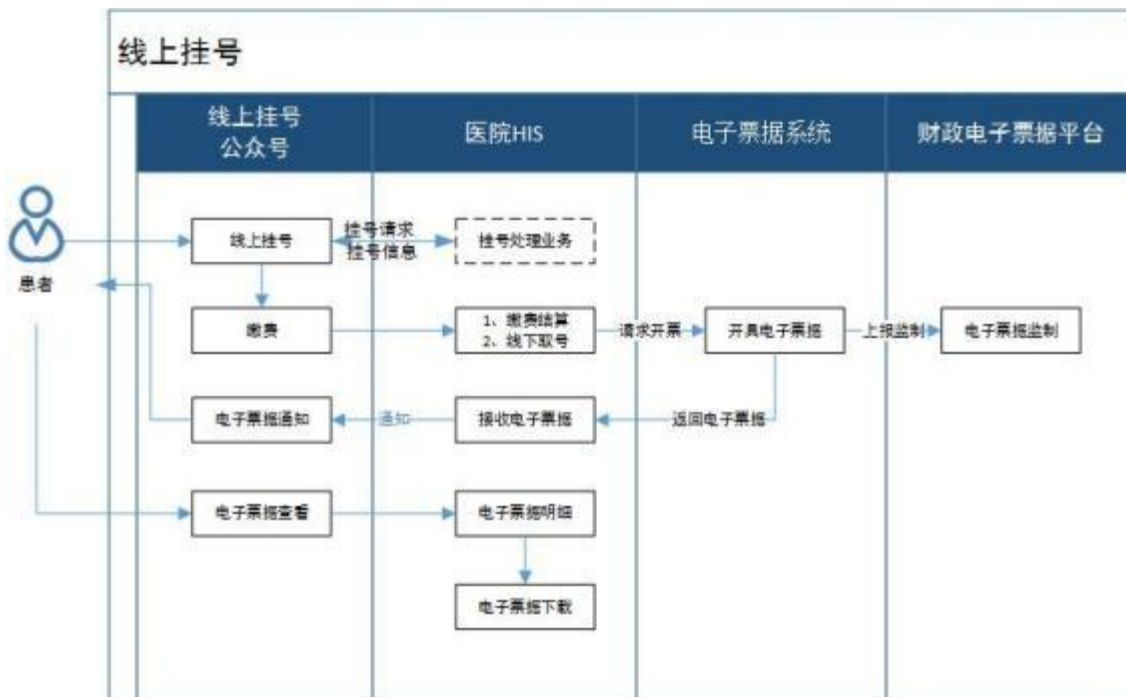 线上挂号
线上挂号
公众号
医院HIS
电子票据系统
财政电子票据平台
患者
线上挂号
挂号请求
挂号信息
挂号处理业务
缴费
1、缴费结算
2、线下取号
请求开票
开具电子票据
上报监制
电子票据监制
电子票据通知
通知
接收电子票据
返回电子票据
电子票据查看
电子票据明细
电子票据下载